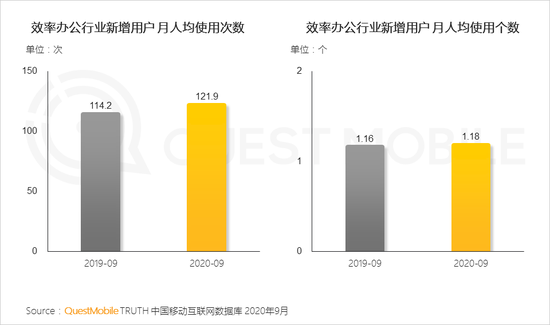 效率办公行业新增用户 月人均使用次数
单位：次
150
121.9
114.2
100
50
0
2019-09
2020-09
效率办公行业新增用户 月人均使用个数
单位：个
2
1.16
1.18
1
0
2019-09
2020-09
QUEST MOBILE
Source：QuestMobile TRUTH 中国移动互联网数据库 2020年9月